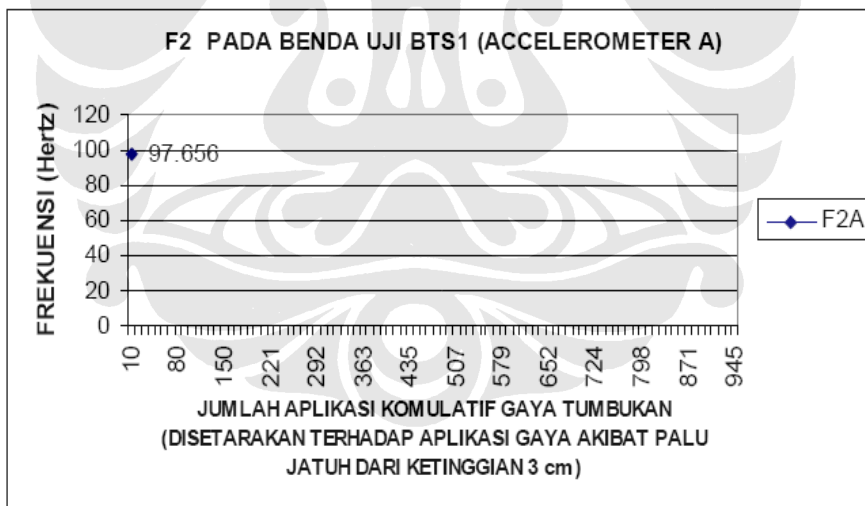 F2 PADA BENDA UJI BTS1 (ACCELEROMETER A)
FREKUENSI (Hertz)
120
100
80
60
40
20
0
97.656
F2A
10 80 150 221 292 363 435 507 579 652 724 798 871 945
JUMLAH APLIKASI KOMULATIF GAYA TUMBUKAN
(DISETARAKAN TERHADAP APLIKASI GAYA AKIBAT PALU
JATUH DARI KETINGGIAN 3 cm)